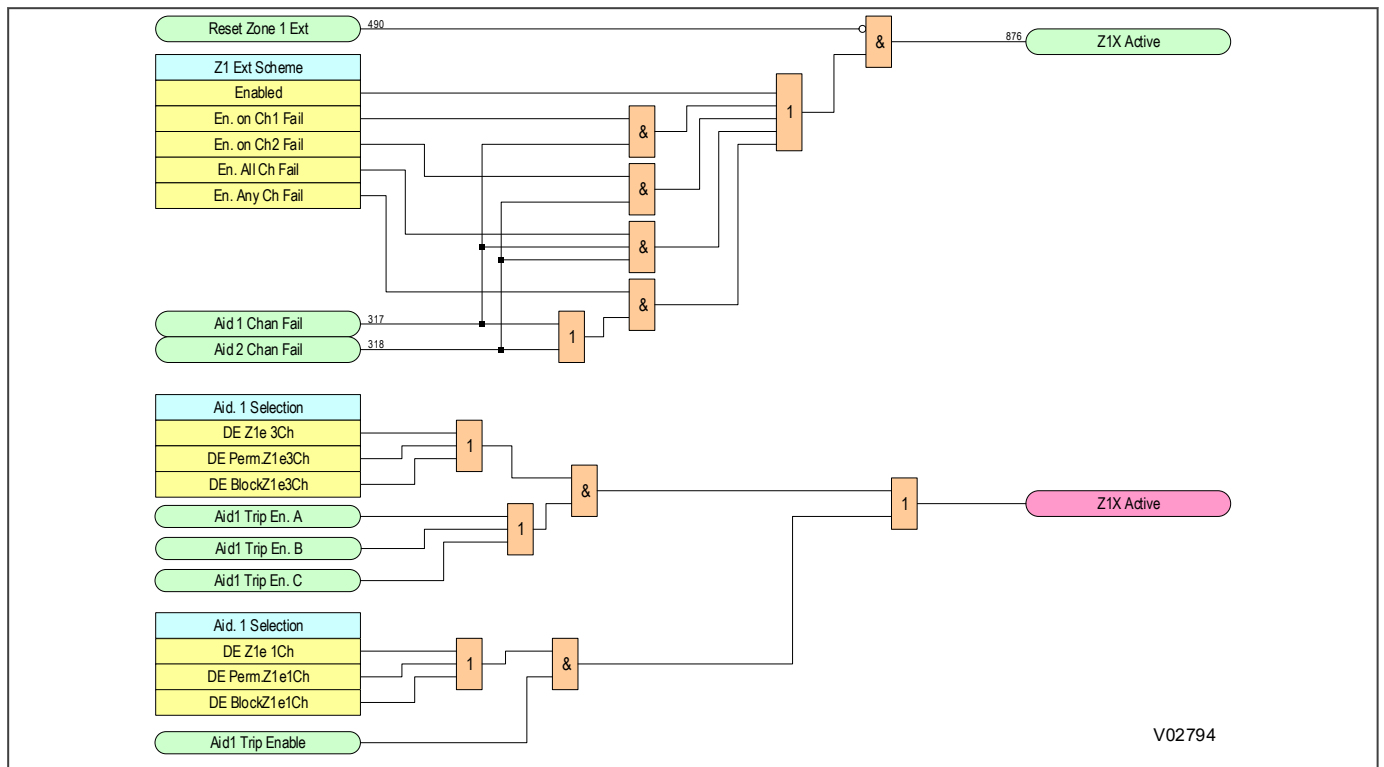 Reset Zone 1 Ext
490
&
876
Z1X Active
Z1 Ext Scheme
Enabled
En. on Ch1 Fail
En. on Ch2 Fail
En. All Ch Fail
En. Any Ch Fail
1
&
&
&
&
Aid 1 Chan Fail
317
1
Aid 2 Chan Fail
318
Aid. 1 Selection
DE Z1e 3Ch
DE Perm.Z1e3Ch
DE BlockZ1e3Ch
1
&
Aid1 Trip En. A
Aid1 Trip En. B
Aid1 Trip En. C
1
1
Z1X Active
Aid. 1 Selection
DE Z1e 1Ch
DE Perm.Z1e1Ch
DE BlockZ1e1Ch
1
&
Aid1 Trip Enable
V02794